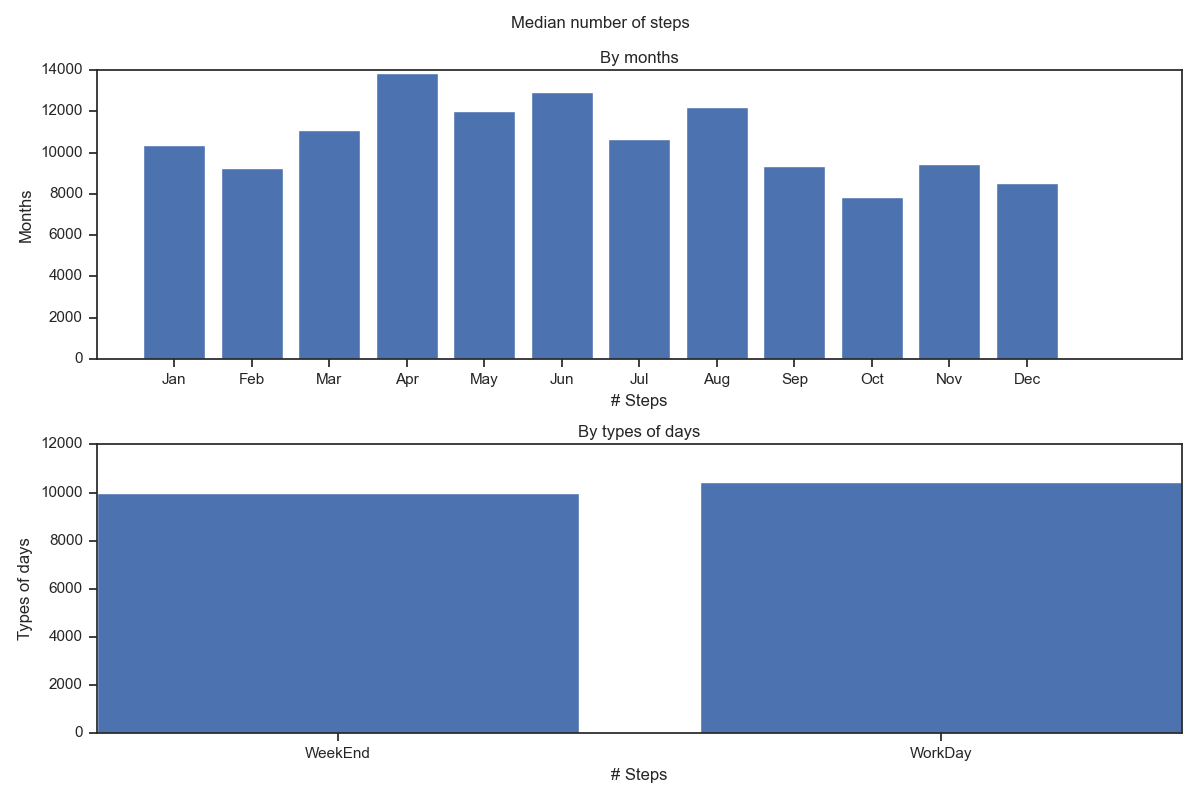 Median number of steps
By months
14000
12000
10000
8000
6000
4000
2000
0
Months
Jan Feb Mar Apr May Jun Jul Aug Sep Oct Nov Dec
# Steps
By types of days
12000
10000
8000
6000
4000
2000
0
Types of days
WeekEnd WorkDay
# Steps